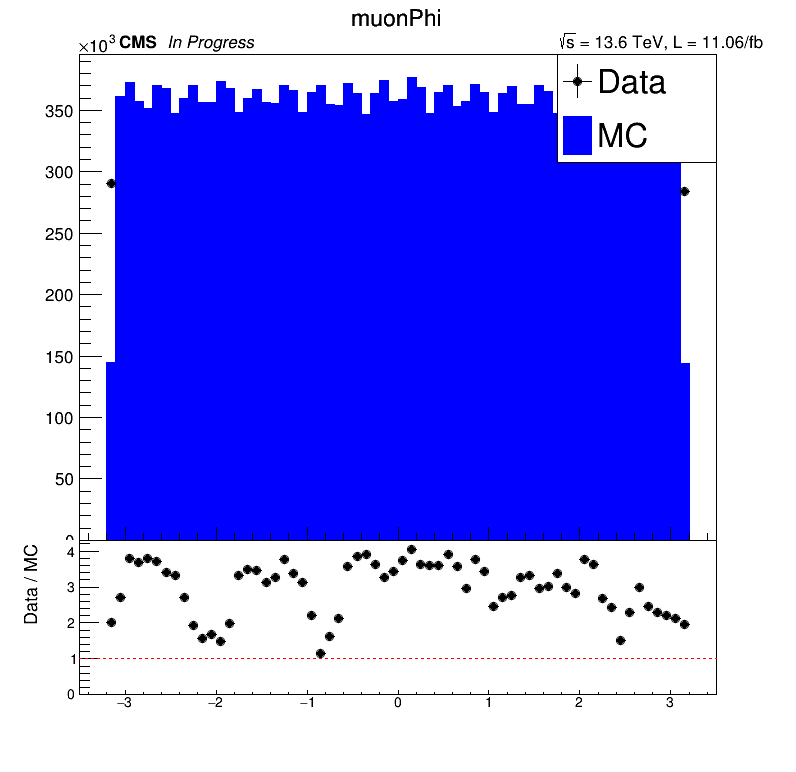 muonPhi
×10³ CMS In Progress √s = 13.6 TeV, L = 11.06/fb
Data
MC
350
300
250
200
150
100
50
0
Data / MC
4
3
2
1
0
−3 −2 −1 0 1 2 3